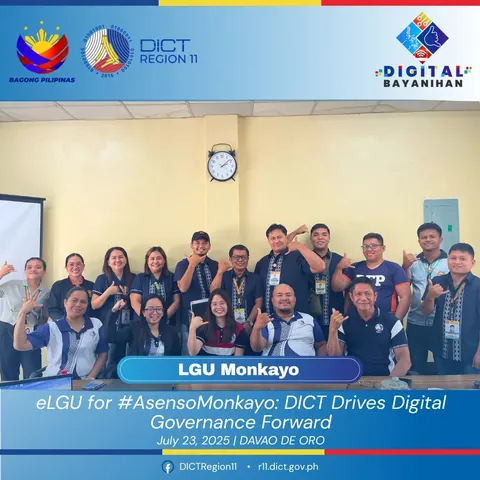 BAGONG PILIPINAS
2016
DICT
REGION 11
DIGITAL
BAYANIHAN
LGU Monkayo
eLGU for #AsensoMonkayo: DICT Drives Digital
Governance Forward
July 23, 2025 | DAVAO DE ORO
DICTRegion11 • r11.dict.gov.ph